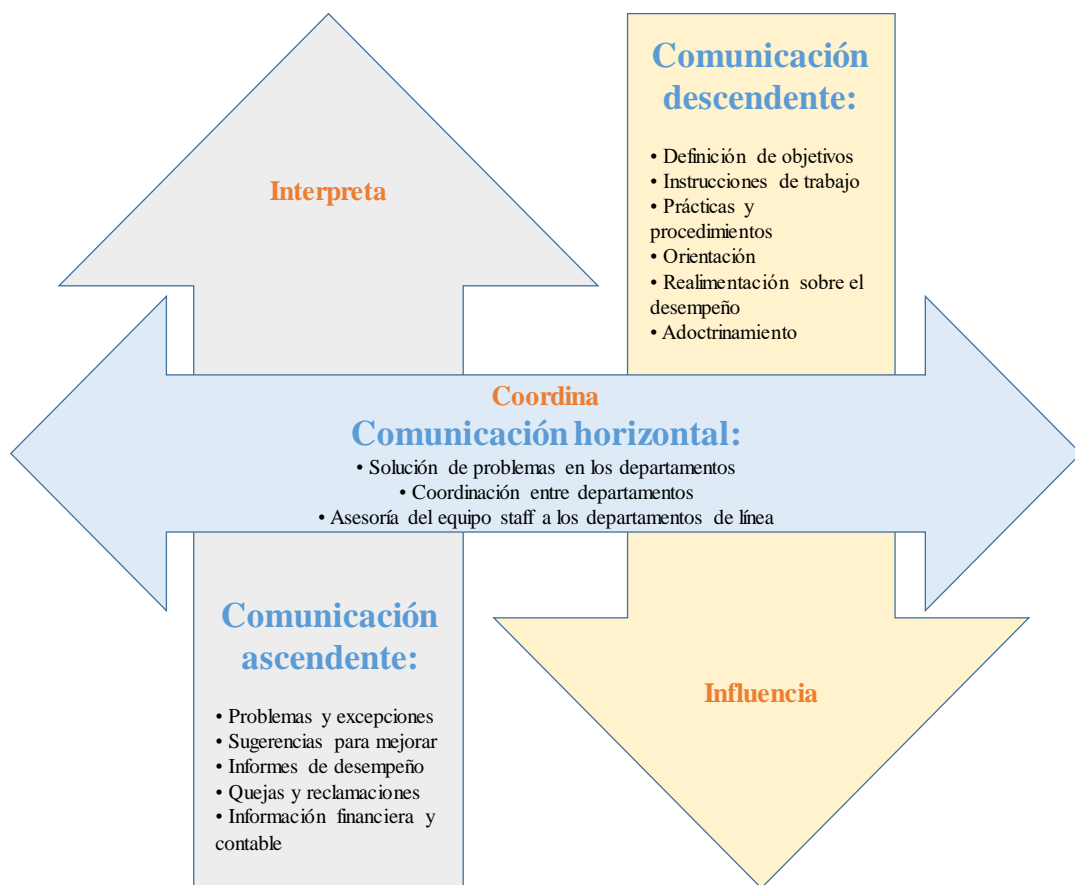 Interpreta
Comunicación
descendente:
• Definición de objetivos
• Instrucciones de trabajo
• Prácticas y
procedimientos
• Orientación
• Realimentación sobre el
desempeño
• Adoctrinamiento
Coordina
Comunicación horizontal:
• Solución de problemas en los departamentos
• Coordinación entre departamentos
• Asesoría del equipo staff a los departamentos de línea
Comunicación
ascendente:
• Problemas y excepciones
• Sugerencias para mejorar
• Informes de desempeño
• Quejas y reclamaciones
• Información financiera y
contable
Influencia